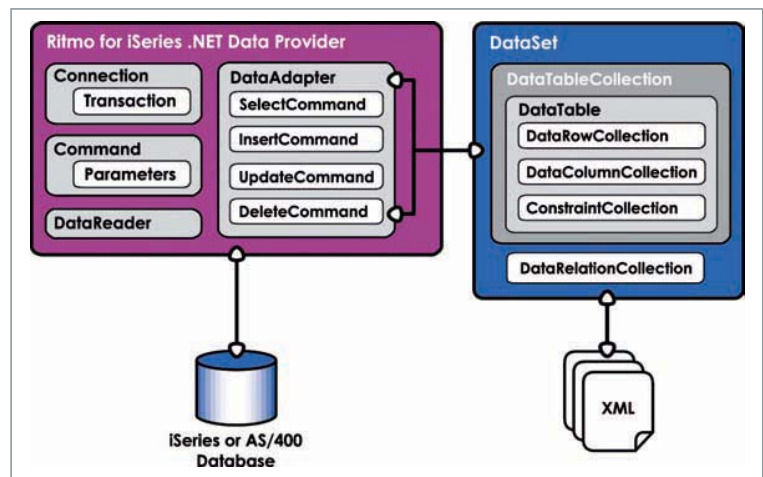 Ritmo for iSeries .NET Data Provider
Connection
Transaction
Command
Parameters
DataReader
DataAdapter
SelectCommand
InsertCommand
UpdateCommand
DeleteCommand
DataSet
DataTableCollection
DataTable
DataRowCollection
DataColumnCollection
ConstraintCollection
DataRelationCollection
iSeries or AS/400
Database
XML